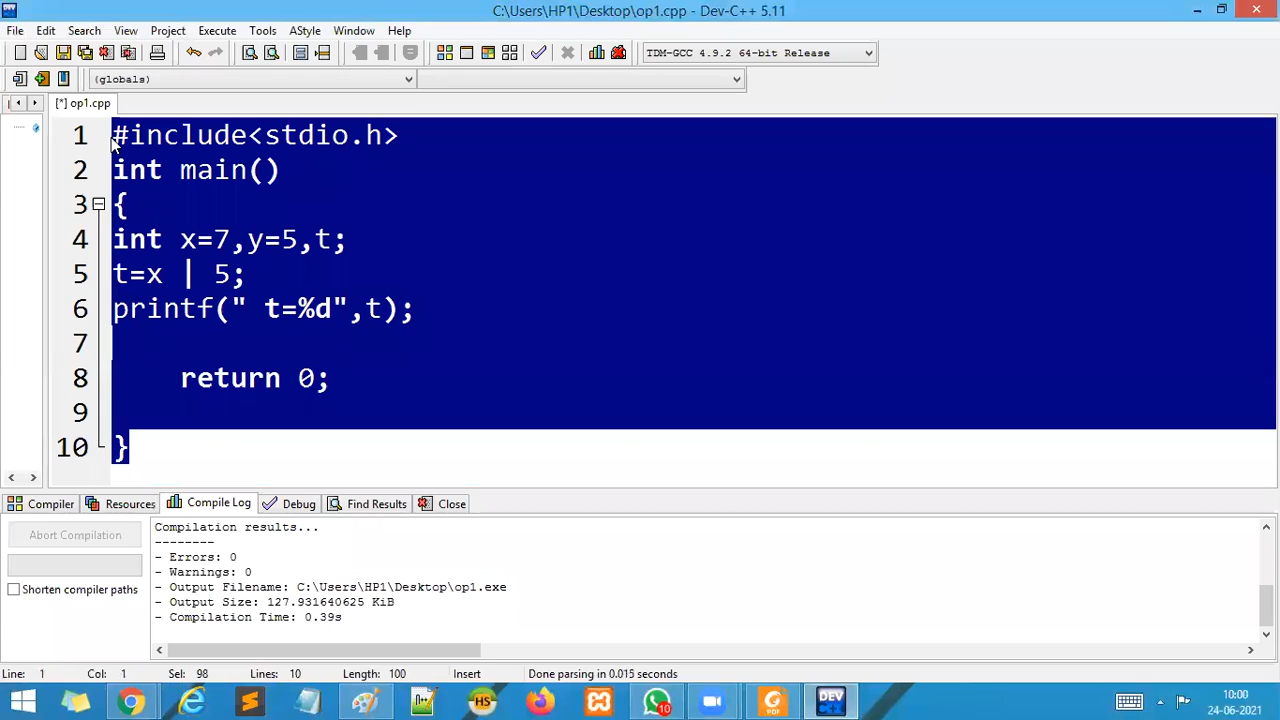 C:\Users\HP1\Desktop\op1.cpp - Dev-C++ 5.11
File Edit Search View Project Execute Tools AStyle Window Help
TDM-GCC 4.9.2 64-bit Release
(globals)
[*] op1.cpp
1 #include<stdio.h>
2 int main()
3 {
4 int x=7,y=5,t;
5 t=x | 5;
6 printf(" t=%d",t);
7
8 return 0;
9
10 }
Compiler Resources Compile Log Debug Find Results Close
Abort Compilation
Shorten compiler paths
Compilation results...
--------
- Errors: 0
- Warnings: 0
- Output Filename: C:\Users\HP1\Desktop\op1.exe
- Output Size: 127.931640625 KiB
- Compilation Time: 0.39s
Line: 1 Col: 1 Sel: 98 Lines: 10 Length: 100 Insert Done parsing in 0.015 seconds
HS
10
PDF
DEV
C++
10:00
24-06-2021